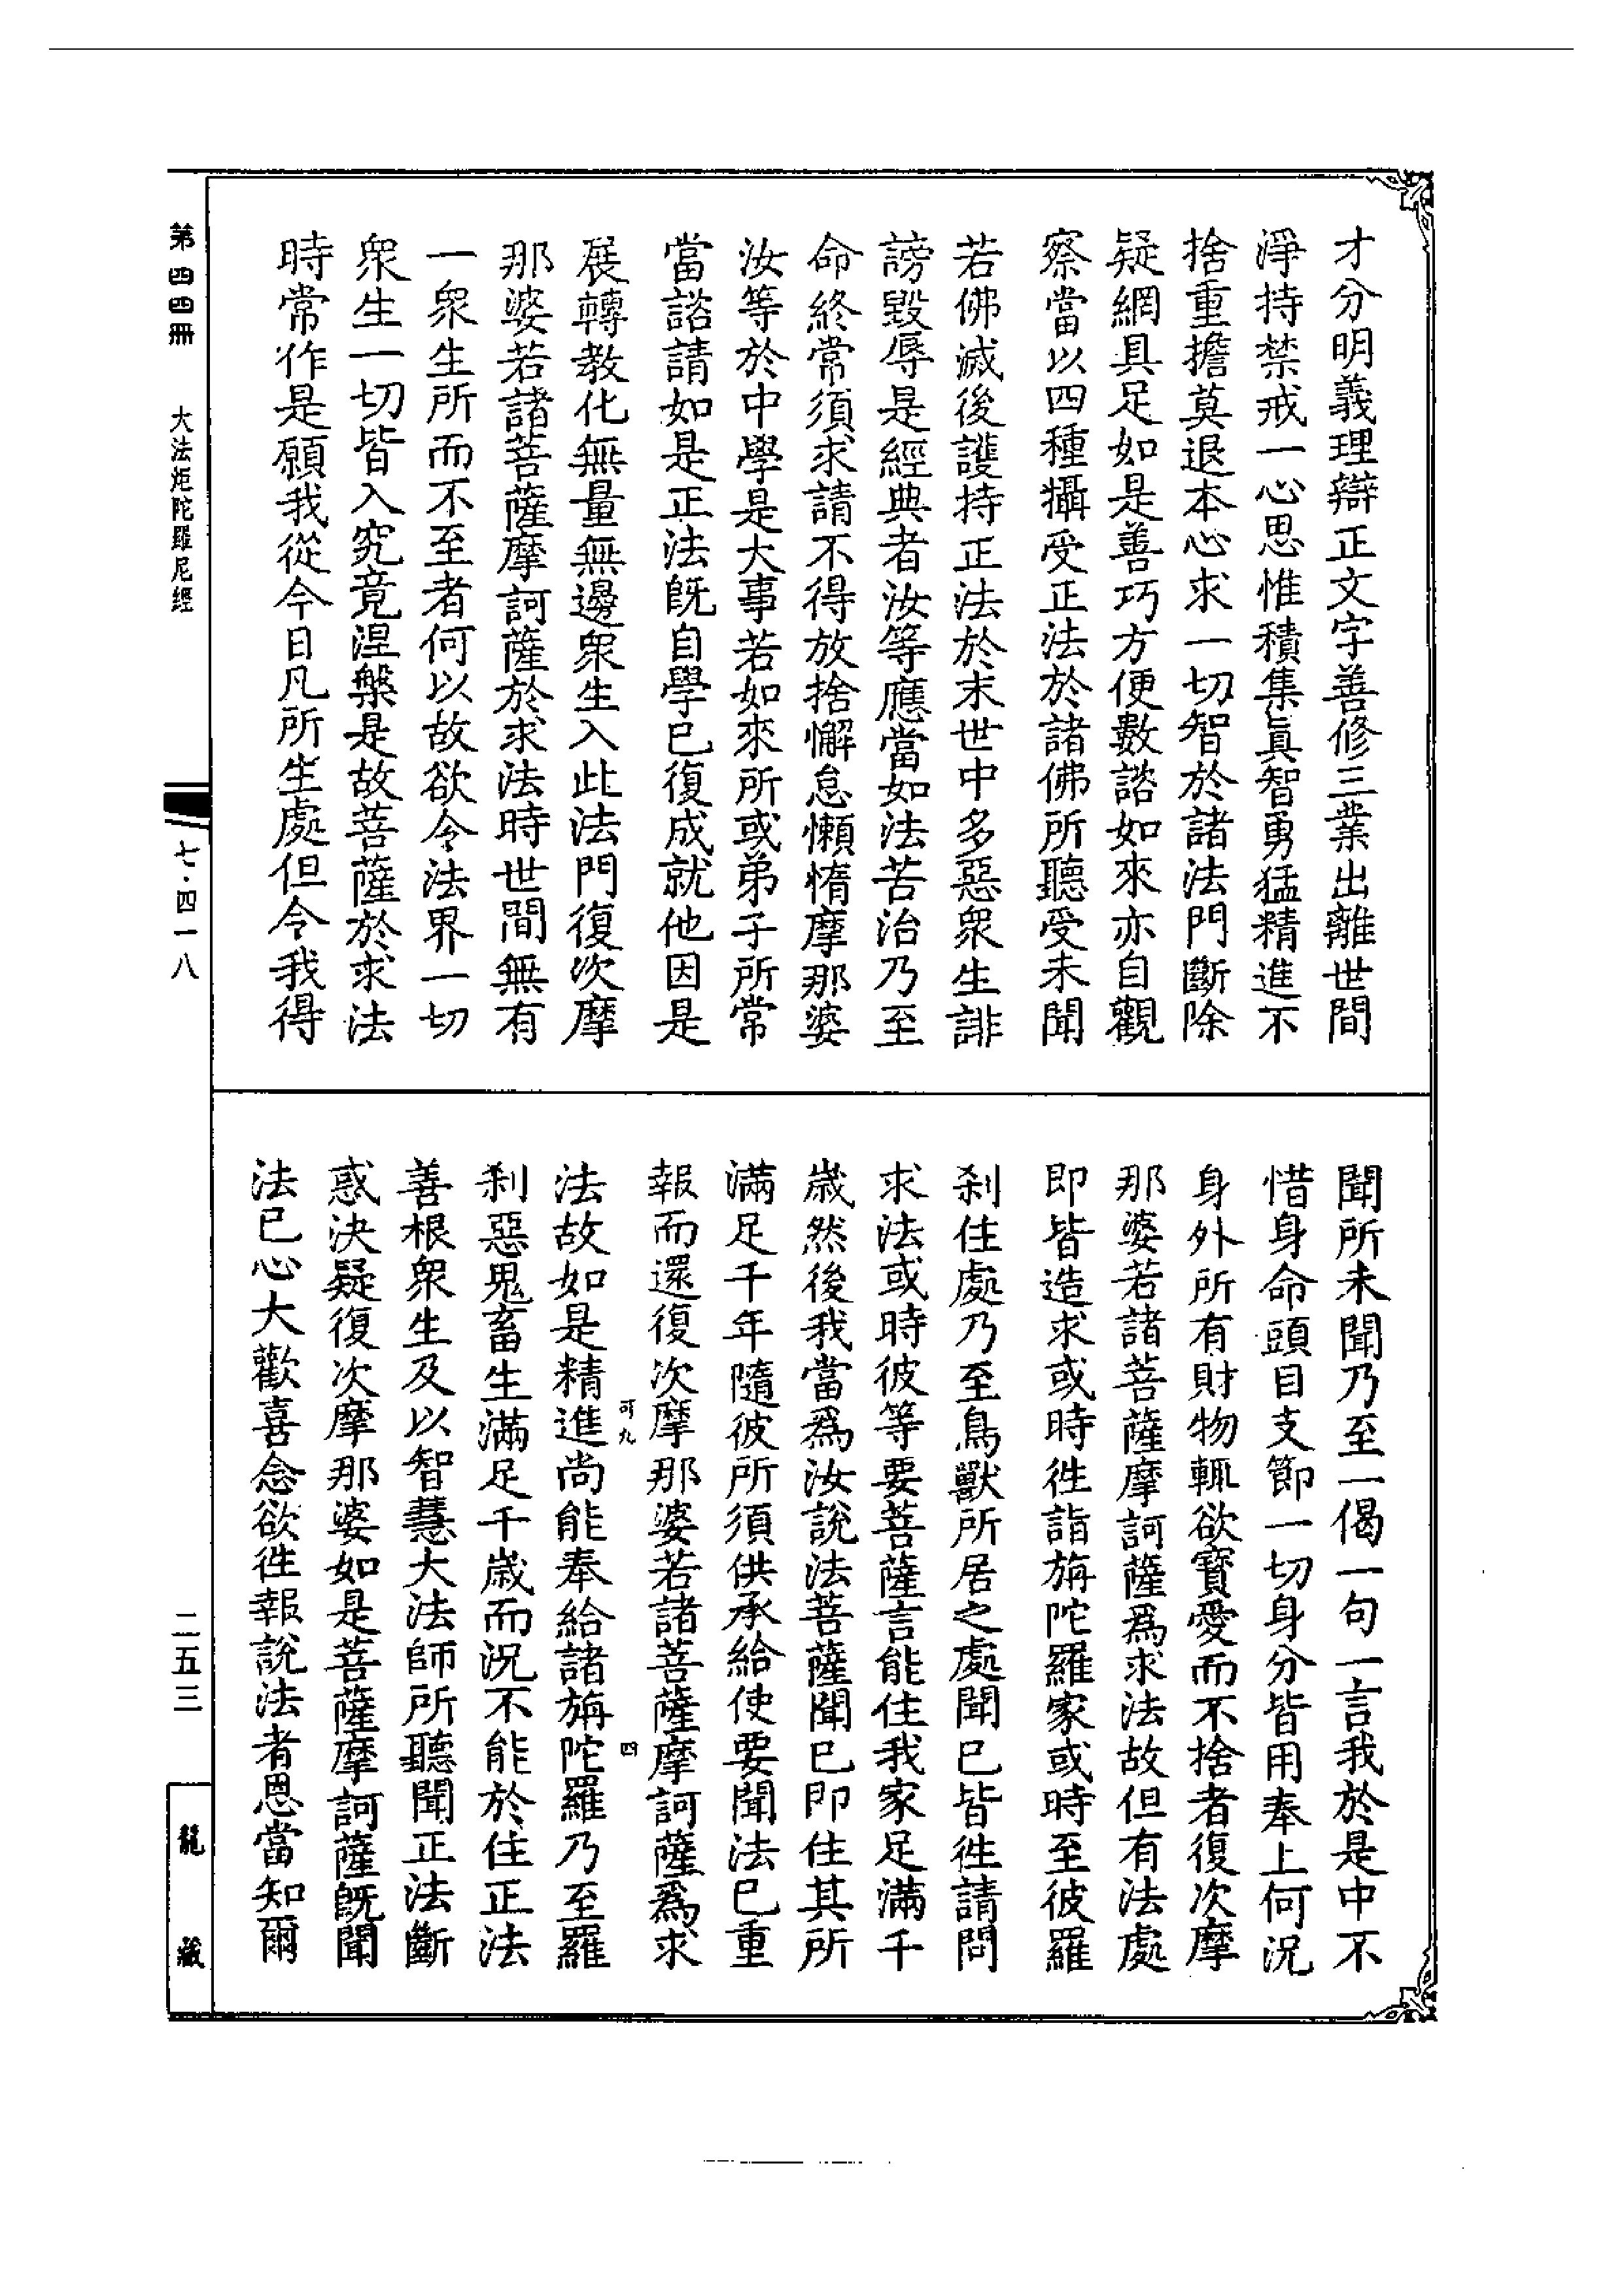 才分明義理辯正文字善修三業出離世間
淨持禁戒一心思惟積集眞智勇猛精進不
捨重擔莫退本心求一切智於諸法門斷除
疑網具足如是善巧方便數諮如來亦自觀
察當以四種攝受正法於諸佛所聽受未聞
若佛滅後護持正法於末世中多惡衆生誹
謗毀辱是經典者汝等應當如法苦治乃至
命終常須求請不得放捨懈怠懶惰摩那婆
汝等於中學是大事若如來所或弟子所常
當諮請如是正法旣自學已復成就他因是
展轉教化無量無邊衆生入此法門復次摩
那婆若諸菩薩摩訶薩於求法時世間無有
一衆生所而不至者何以故欲令法界一切
衆生一切皆入究竟涅槃是故菩薩於求法
時常作是願我從今日凡所生處但令我得
聞所未聞乃至一偈一句一言我於是中不
惜身命頭目支節一切身分皆用奉上何況
身外所有財物輒欲寶愛而不捨者復次摩
那婆若諸菩薩摩訶薩爲求法故但有法處
即皆造求或時徃詣旃陀羅家或時至彼羅
刹住處乃至鳥獸所居之處聞已皆徃請問
求法或時彼等要菩薩言能住我家足滿千
歲然後我當爲汝說法菩薩聞已即住其所
滿足千年隨彼所須供承給使要聞法已重
報而還復次摩那婆若諸菩薩摩訶薩爲求
可九
四
法故如是精進尚能奉給諸旃陀羅乃至羅
刹惡鬼畜生滿足千歲而況不能於住正法
善根衆生及以智慧大法師所聽聞正法斷
惑決疑復次摩那婆如是菩薩摩訶薩旣聞
法已心大歡喜念欲徃報說法者恩當知爾
第四四冊
大法炬陀羅尼經
七·四一八
二五三
龍藏